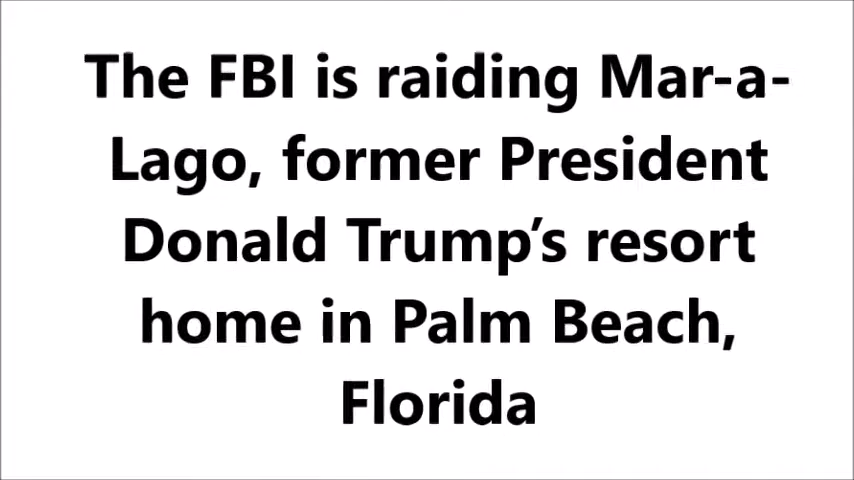 The FBI is raiding Mar-a-
Lago, former President
Donald Trump’s resort
home in Palm Beach,
Florida